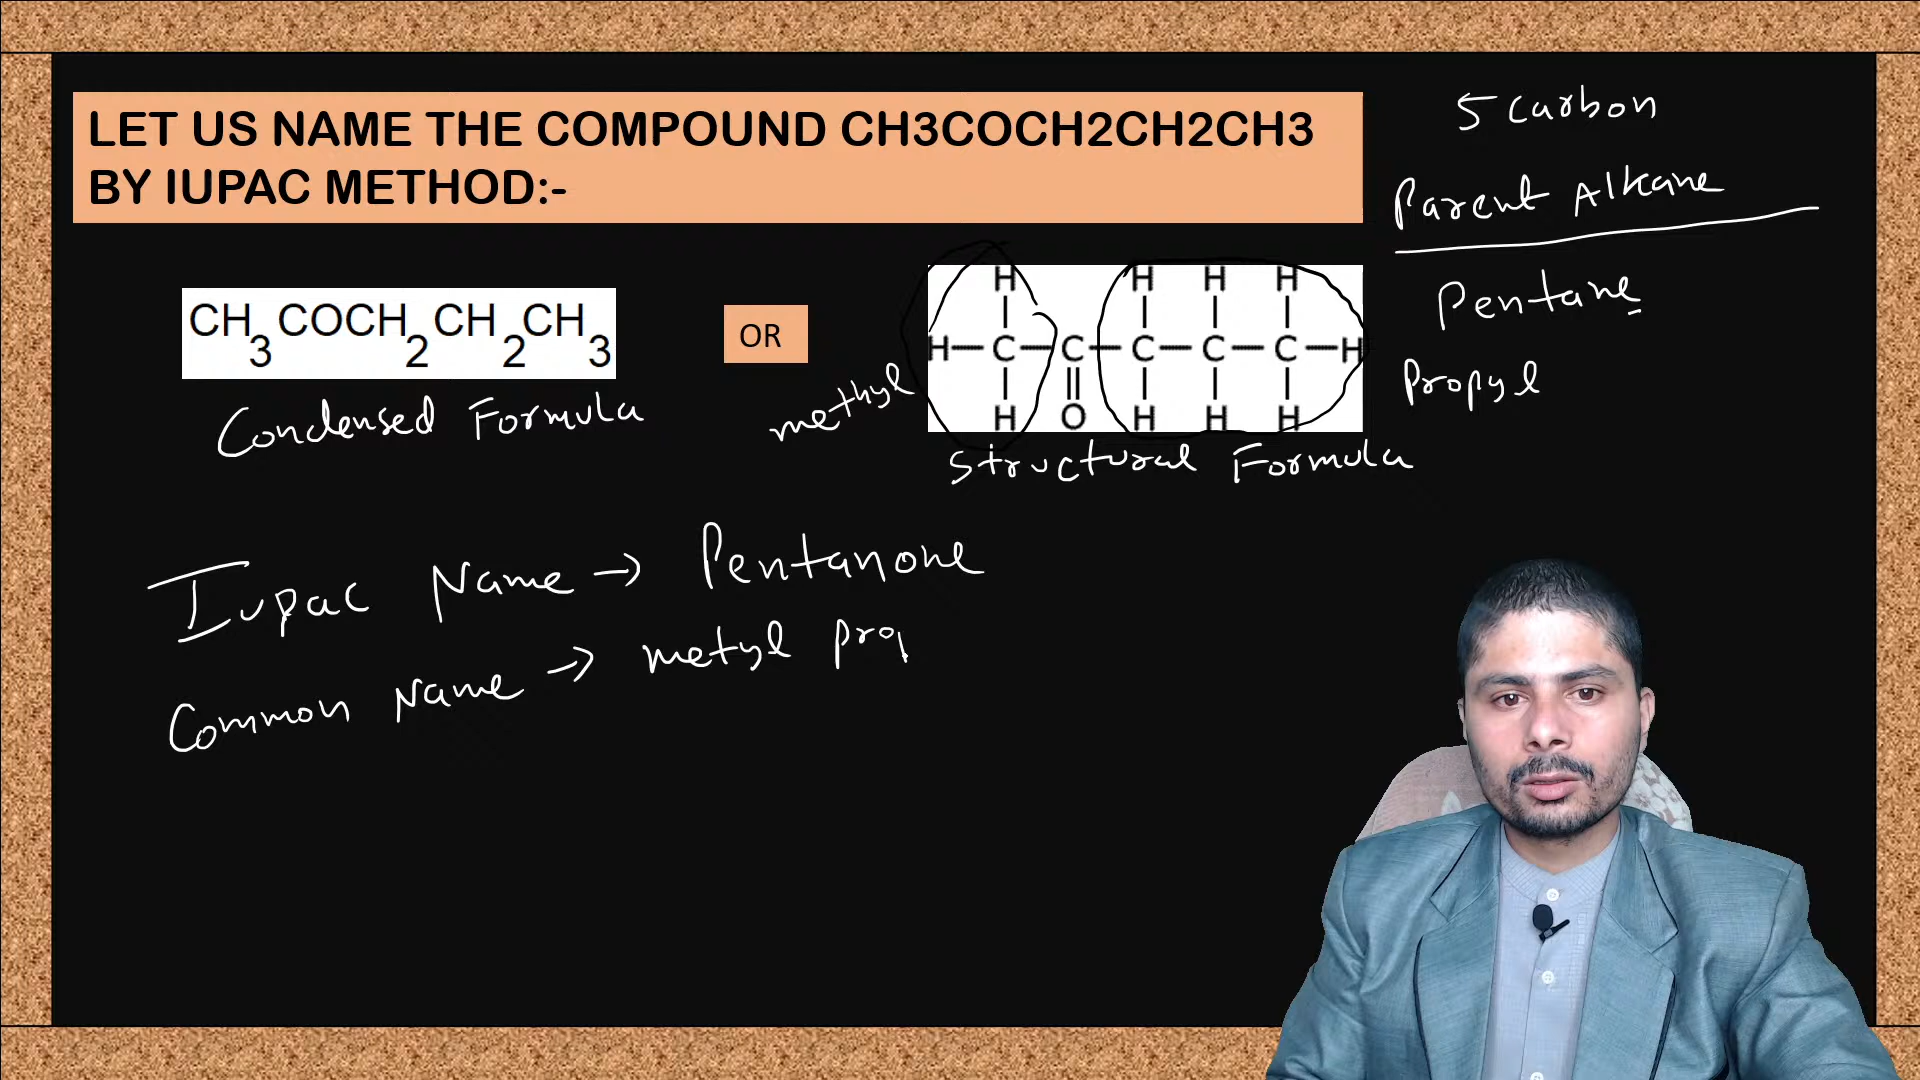 LET US NAME THE COMPOUND CH3COCH2CH2CH3
BY IUPAC METHOD:-
5 Carbon
Parent Alkane
Pentane
Propyl
CH3COCH2CH2CH3
Condensed Formula
OR
methyl
H H H H
H—C—C—C—C—C—H
H O H H H
Structural Formula
Iupac Name → Pentanone
Common Name → metyl prop